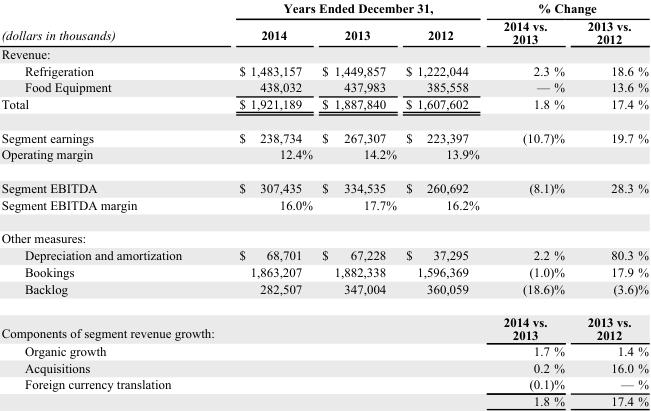 Years Ended December 31, % Change
(dollars in thousands) 2014 2013 2012 2014 vs. 2013 2013 vs. 2012
Revenue:
Refrigeration $ 1,483,157 $ 1,449,857 $ 1,222,044 2.3 % 18.6 %
Food Equipment 438,032 437,983 385,558 — % 13.6 %
Total $ 1,921,189 $ 1,887,840 $ 1,607,602 1.8 % 17.4 %
Segment earnings $ 238,734 $ 267,307 $ 223,397 (10.7)% 19.7 %
Operating margin 12.4% 14.2% 13.9%
Segment EBITDA $ 307,435 $ 334,535 $ 260,692 (8.1)% 28.3 %
Segment EBITDA margin 16.0% 17.7% 16.2%
Other measures:
Depreciation and amortization $ 68,701 $ 67,228 $ 37,295 2.2 % 80.3 %
Bookings 1,863,207 1,882,338 1,596,369 (1.0)% 17.9 %
Backlog 282,507 347,004 360,059 (18.6)% (3.6)%
Components of segment revenue growth: 2014 vs. 2013 2013 vs. 2012
Organic growth 1.7 % 1.4 %
Acquisitions 0.2 % 16.0 %
Foreign currency translation (0.1)% — %
1.8 % 17.4 %